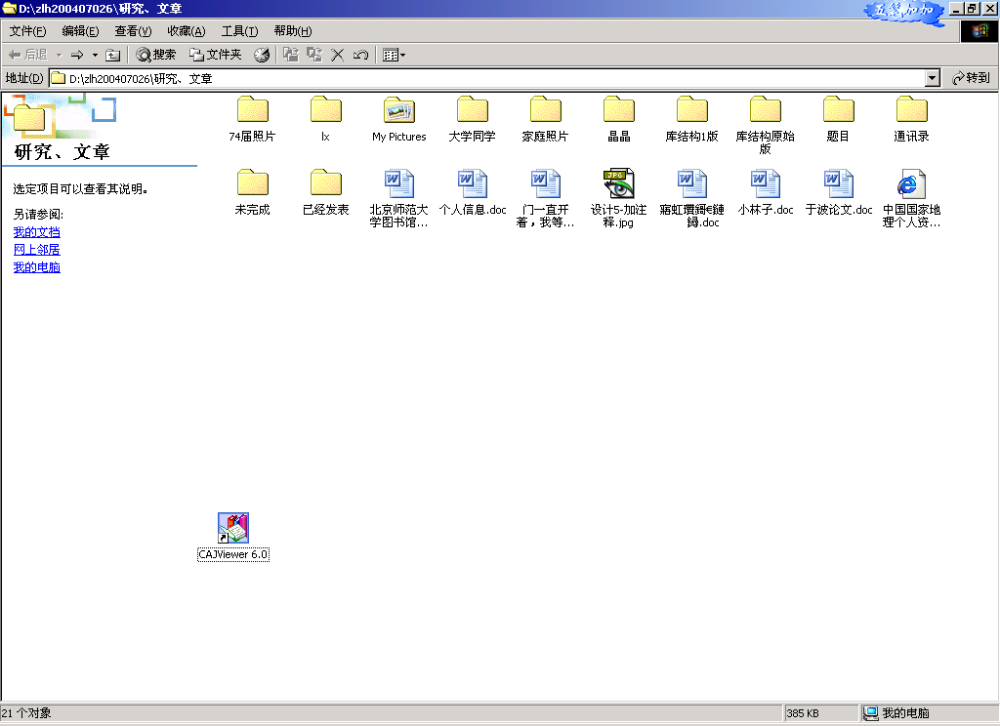 D:\zlh200407026\研究、文章
五笔加加
文件(F) 编辑(E) 查看(V) 收藏(A) 工具(T) 帮助(H)
后退 搜索 文件夹
地址(D) D:\zlh200407026\研究、文章 转到
研究、文章
选定项目可以查看其说明。
另请参阅:
我的文档
网上邻居
我的电脑
74届照片 lx My Pictures 大学同学 家庭照片 晶晶 库结构1版 库结构原始 题目 通讯录
版
未完成 已经发表 北京师范大 个人信息.doc 门一直开 设计5-加注 寤虹瓒鐗€鏈 小林子.doc 于波论文.doc 中国国家地
学图书馆... 着，我等... 释.jpg 鐞.doc 理个人资...
JPG
CAJViewer 6.0
21 个对象 385 KB 我的电脑